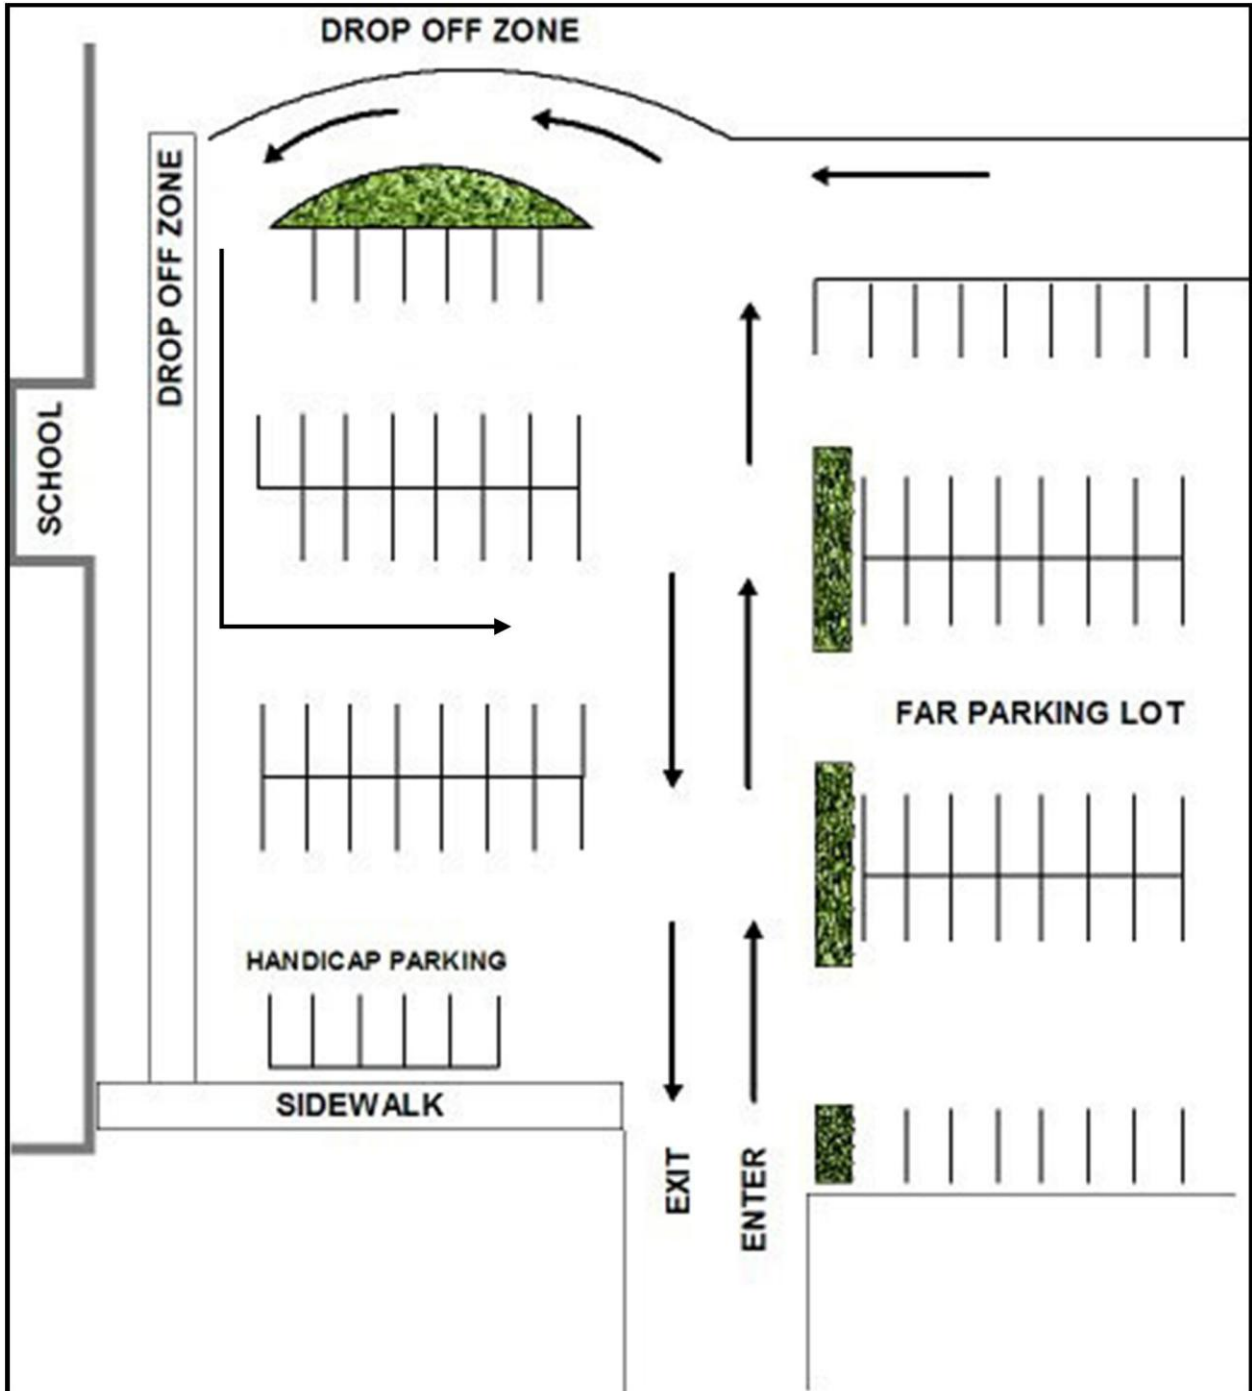 DROP OFF ZONE
DROP OFF ZONE
SCHOOL
FAR PARKING LOT
HANDICAP PARKING
SIDEWALK
EXIT
ENTER